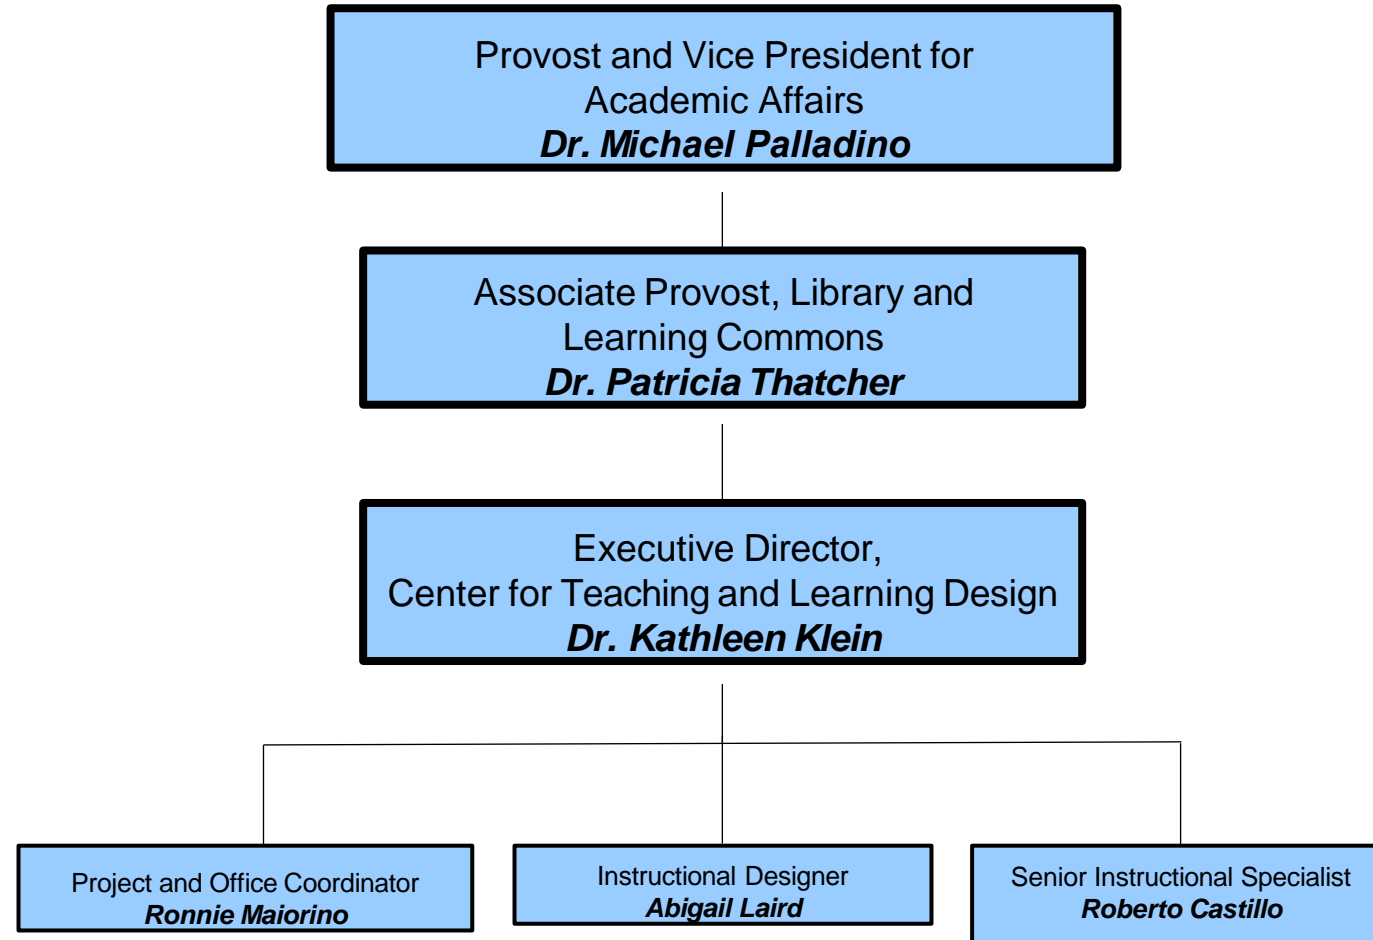 Provost and Vice President for
Academic Affairs
Dr. Michael Palladino
Associate Provost, Library and
Learning Commons
Dr. Patricia Thatcher
Executive Director,
Center for Teaching and Learning Design
Dr. Kathleen Klein
Project and Office Coordinator
Ronnie Maiorino
Instructional Designer
Abigail Laird
Senior Instructional Specialist
Roberto Castillo